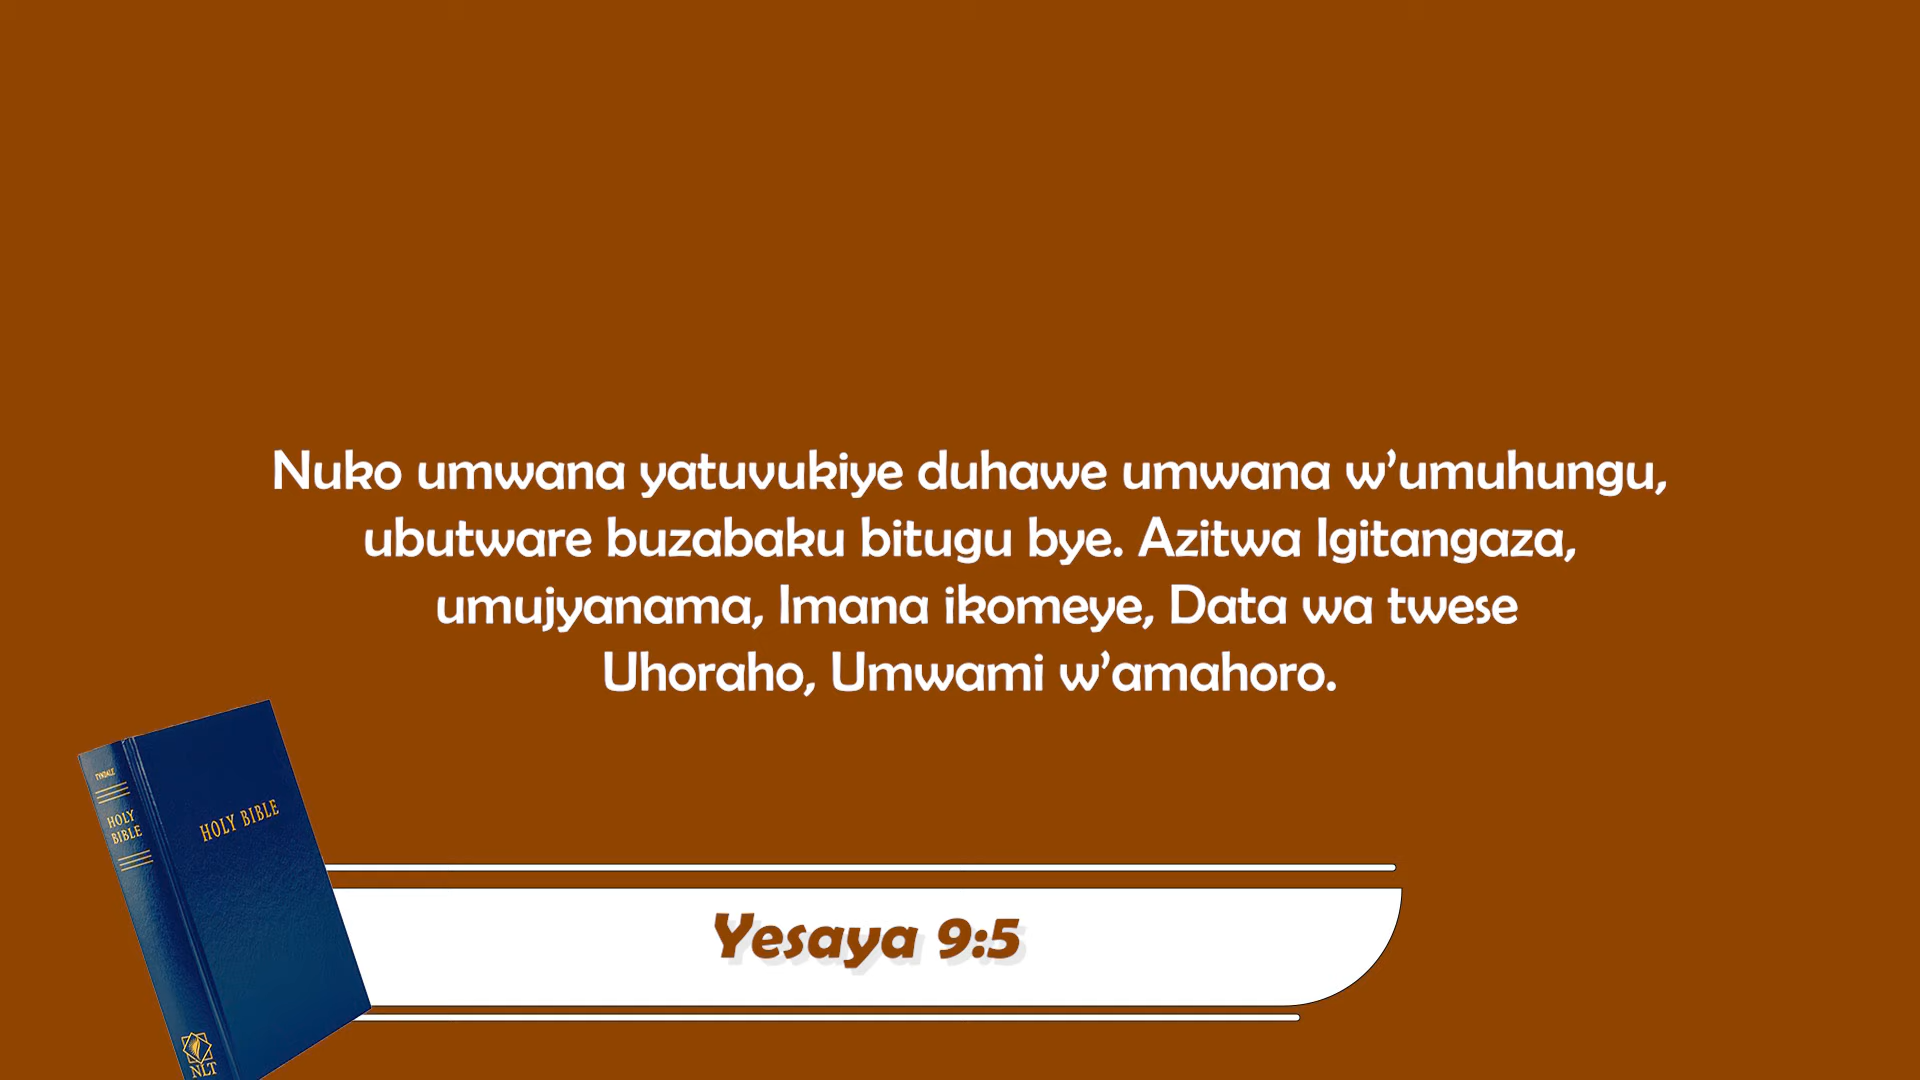 Nuko umwana yatuvukiye duhawe umwana w’umuhungu,
ubutware buzabaku bitugu bye. Azitwa Igitangaza,
umujyanama, Imana ikomeye, Data wa twese
Uhoraho, Umwami w’amahoro.
TYNDALE
HOLY
BIBLE
HOLY BIBLE
NLT
Yesaya 9:5